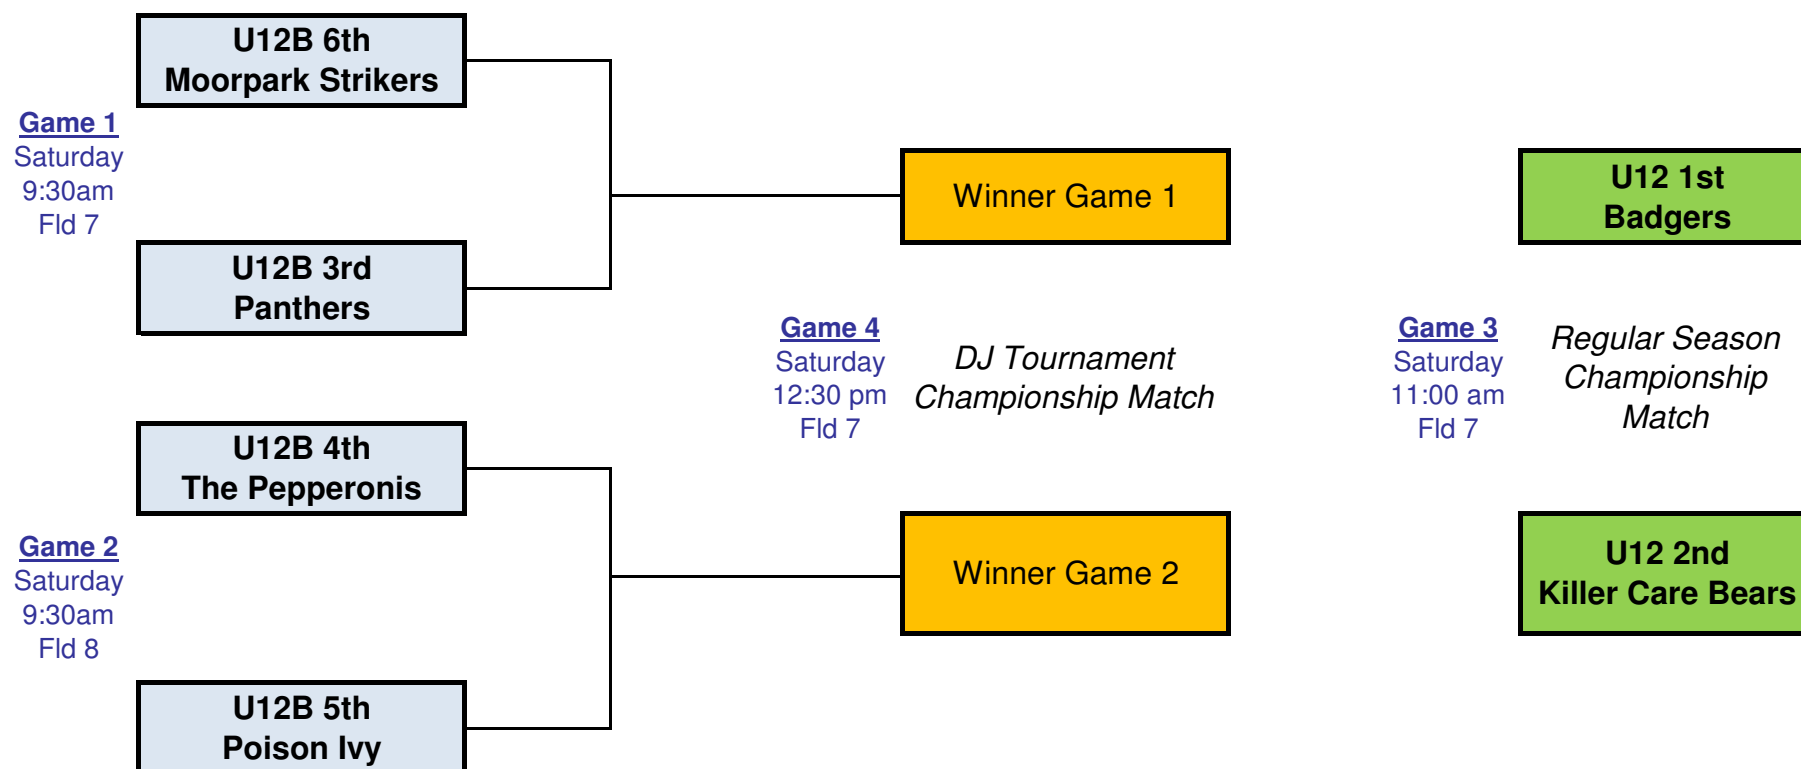 U12B 6th
Moorpark Strikers
Game 1
Saturday
9:30am
Fld 7
U12B 3rd
Panthers
U12B 4th
The Pepperonis
Game 2
Saturday
9:30am
Fld 8
U12B 5th
Poison Ivy
Winner Game 1
Game 4
Saturday
12:30 pm
Fld 7
DJ Tournament
Championship Match
Winner Game 2
U12 1st
Badgers
Game 3
Saturday
11:00 am
Fld 7
Regular Season
Championship
Match
U12 2nd
Killer Care Bears